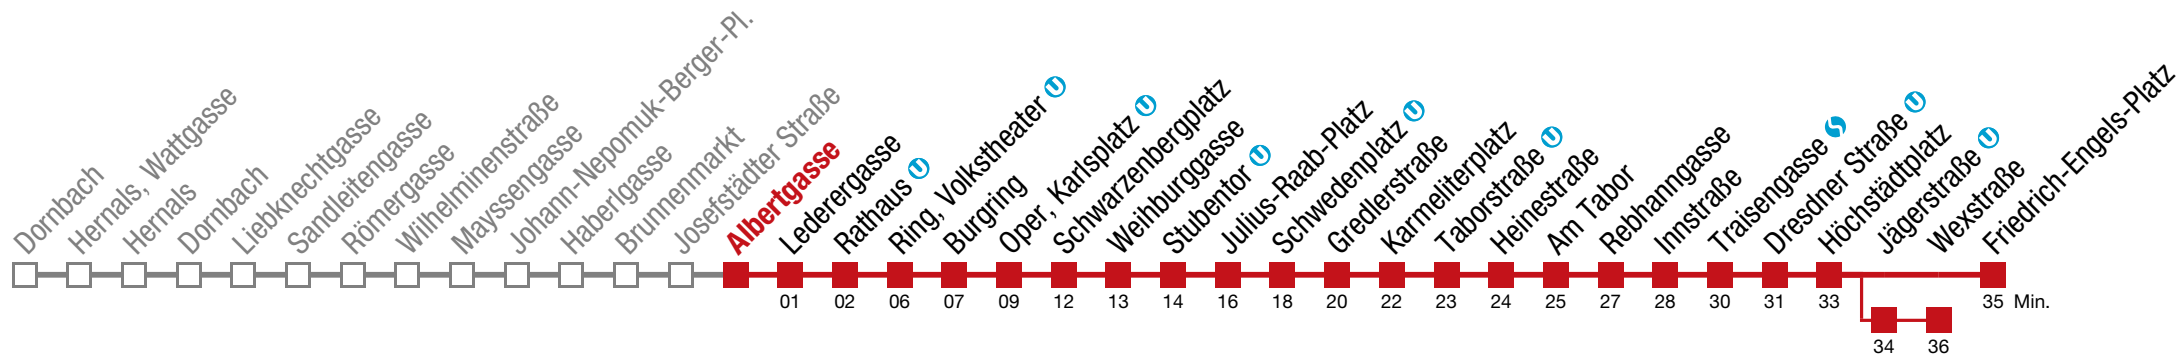 Dornbach
Hernals, Wattgasse
Hernals
Dornbach
Liebknechtgasse
Sandleitengasse
Römergasse
Wilhelminenstraße
Mayssengasse
Johann-Nepomuk-Berger-Pl.
Haberlgasse
Brunnenmarkt
Josefstädter Straße
Albertgasse
Lederergasse
Rathaus U
Ring, Volkstheater U
Burgring
Oper, Karlsplatz U
Schwarzenbergplatz
Weihburggasse
Stubentor U
Julius-Raab-Platz
Schwedenplatz U
Gredlerstraße
Karmeliterplatz
Taborstraße U
Heinestraße
Am Tabor
Rebhanngasse
Innstraße
Traisengasse
Dresdner Straße U
Höchstädtplatz
Jägerstraße U
Wexstraße
Friedrich-Engels-Platz
01 02 06 07 09 12 13 14 16 18 20 22 23 24 25 27 28 30 31 33 35 Min.
34 36